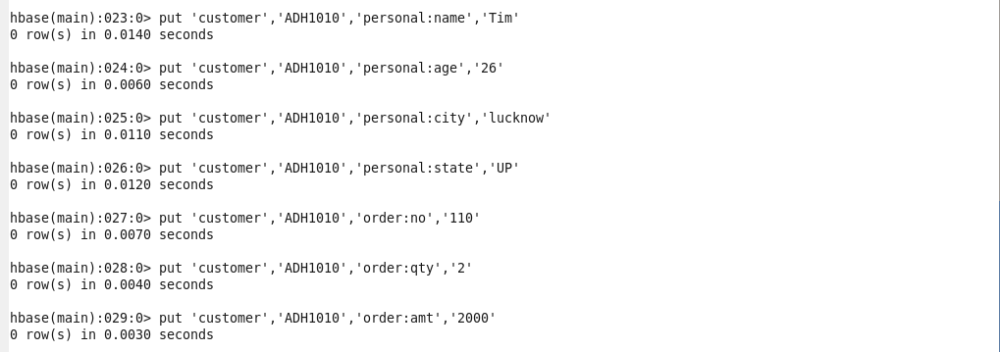 hbase(main):023:0> put 'customer','ADH1010','personal:name','Tim'
0 row(s) in 0.0140 seconds
hbase(main):024:0> put 'customer','ADH1010','personal:age','26'
0 row(s) in 0.0060 seconds
hbase(main):025:0> put 'customer','ADH1010','personal:city','lucknow'
0 row(s) in 0.0110 seconds
hbase(main):026:0> put 'customer','ADH1010','personal:state','UP'
0 row(s) in 0.0120 seconds
hbase(main):027:0> put 'customer','ADH1010','order:no','110'
0 row(s) in 0.0070 seconds
hbase(main):028:0> put 'customer','ADH1010','order:qty','2'
0 row(s) in 0.0040 seconds
hbase(main):029:0> put 'customer','ADH1010','order:amt','2000'
0 row(s) in 0.0030 seconds